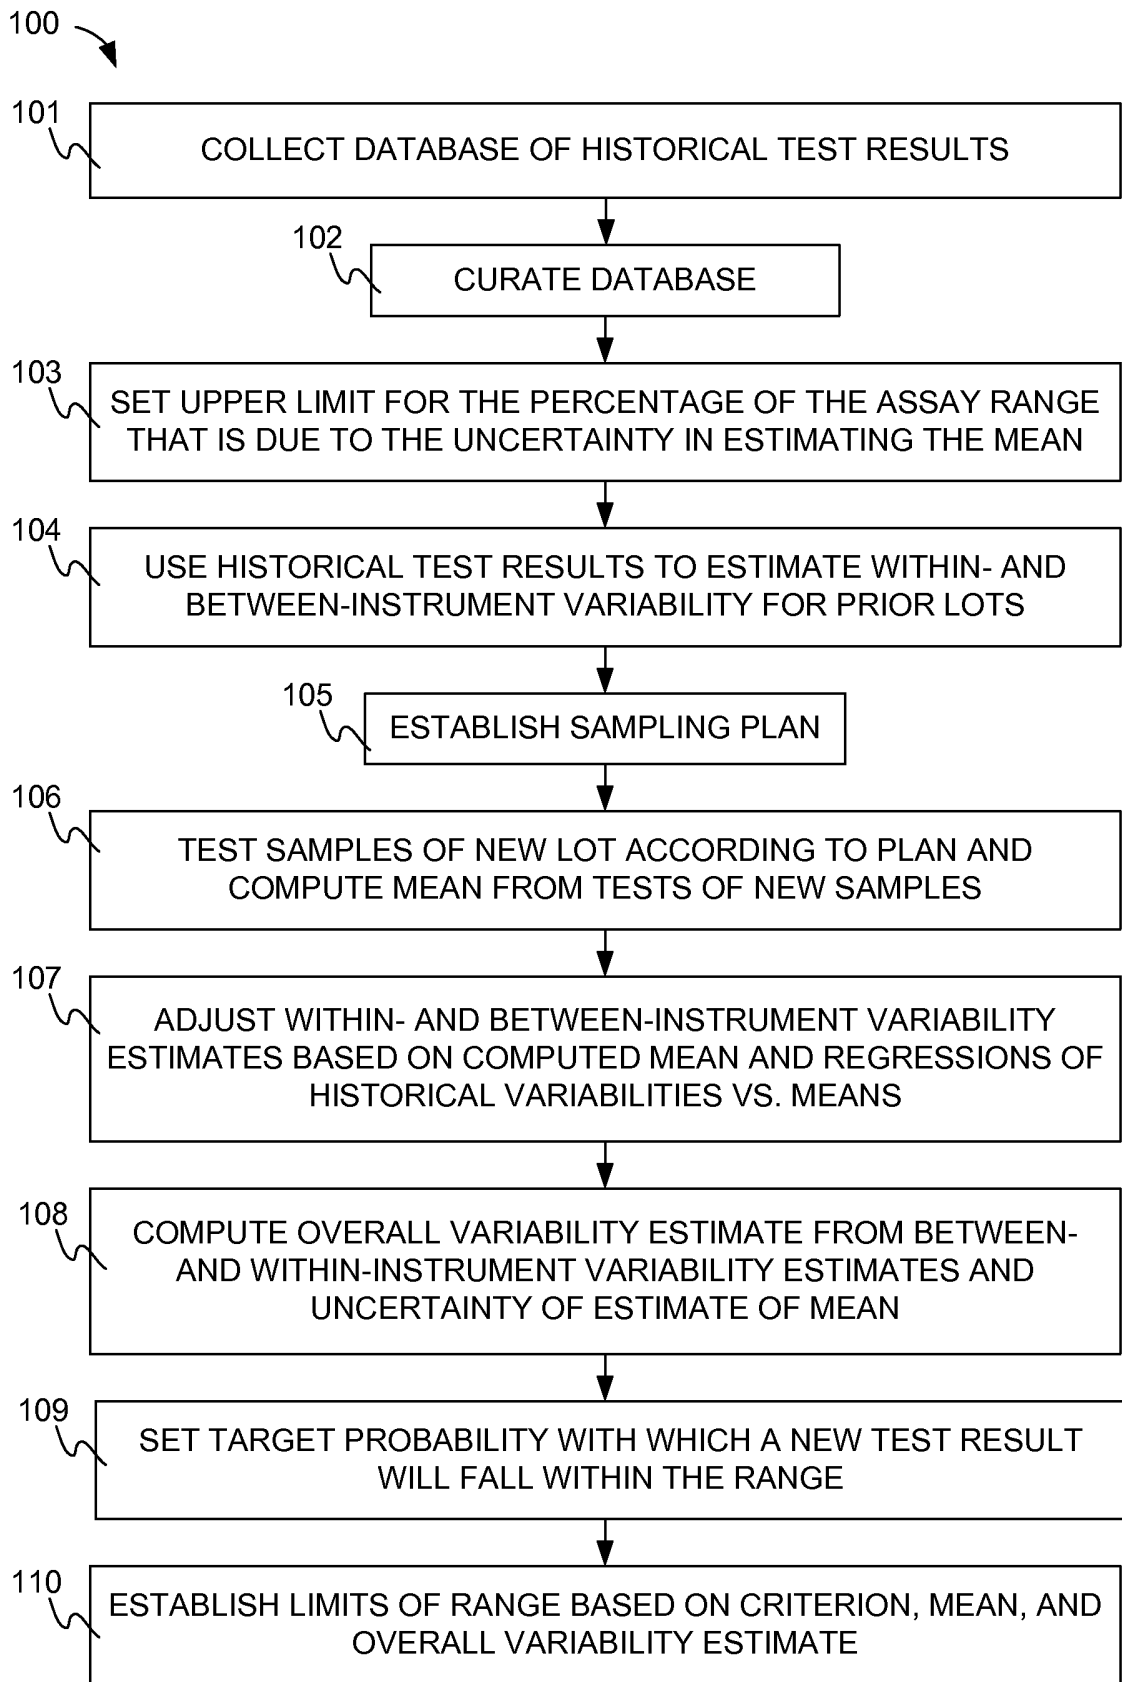 100
101
COLLECT DATABASE OF HISTORICAL TEST RESULTS
102
CURATE DATABASE
103
SET UPPER LIMIT FOR THE PERCENTAGE OF THE ASSAY RANGE
THAT IS DUE TO THE UNCERTAINTY IN ESTIMATING THE MEAN
104
USE HISTORICAL TEST RESULTS TO ESTIMATE WITHIN- AND
BETWEEN-INSTRUMENT VARIABILITY FOR PRIOR LOTS
105
ESTABLISH SAMPLING PLAN
106
TEST SAMPLES OF NEW LOT ACCORDING TO PLAN AND
COMPUTE MEAN FROM TESTS OF NEW SAMPLES
107
ADJUST WITHIN- AND BETWEEN-INSTRUMENT VARIABILITY
ESTIMATES BASED ON COMPUTED MEAN AND REGRESSIONS OF
HISTORICAL VARIABILITIES VS. MEANS
108
COMPUTE OVERALL VARIABILITY ESTIMATE FROM BETWEEN-
AND WITHIN-INSTRUMENT VARIABILITY ESTIMATES AND
UNCERTAINTY OF ESTIMATE OF MEAN
109
SET TARGET PROBABILITY WITH WHICH A NEW TEST RESULT
WILL FALL WITHIN THE RANGE
110
ESTABLISH LIMITS OF RANGE BASED ON CRITERION, MEAN, AND
OVERALL VARIABILITY ESTIMATE